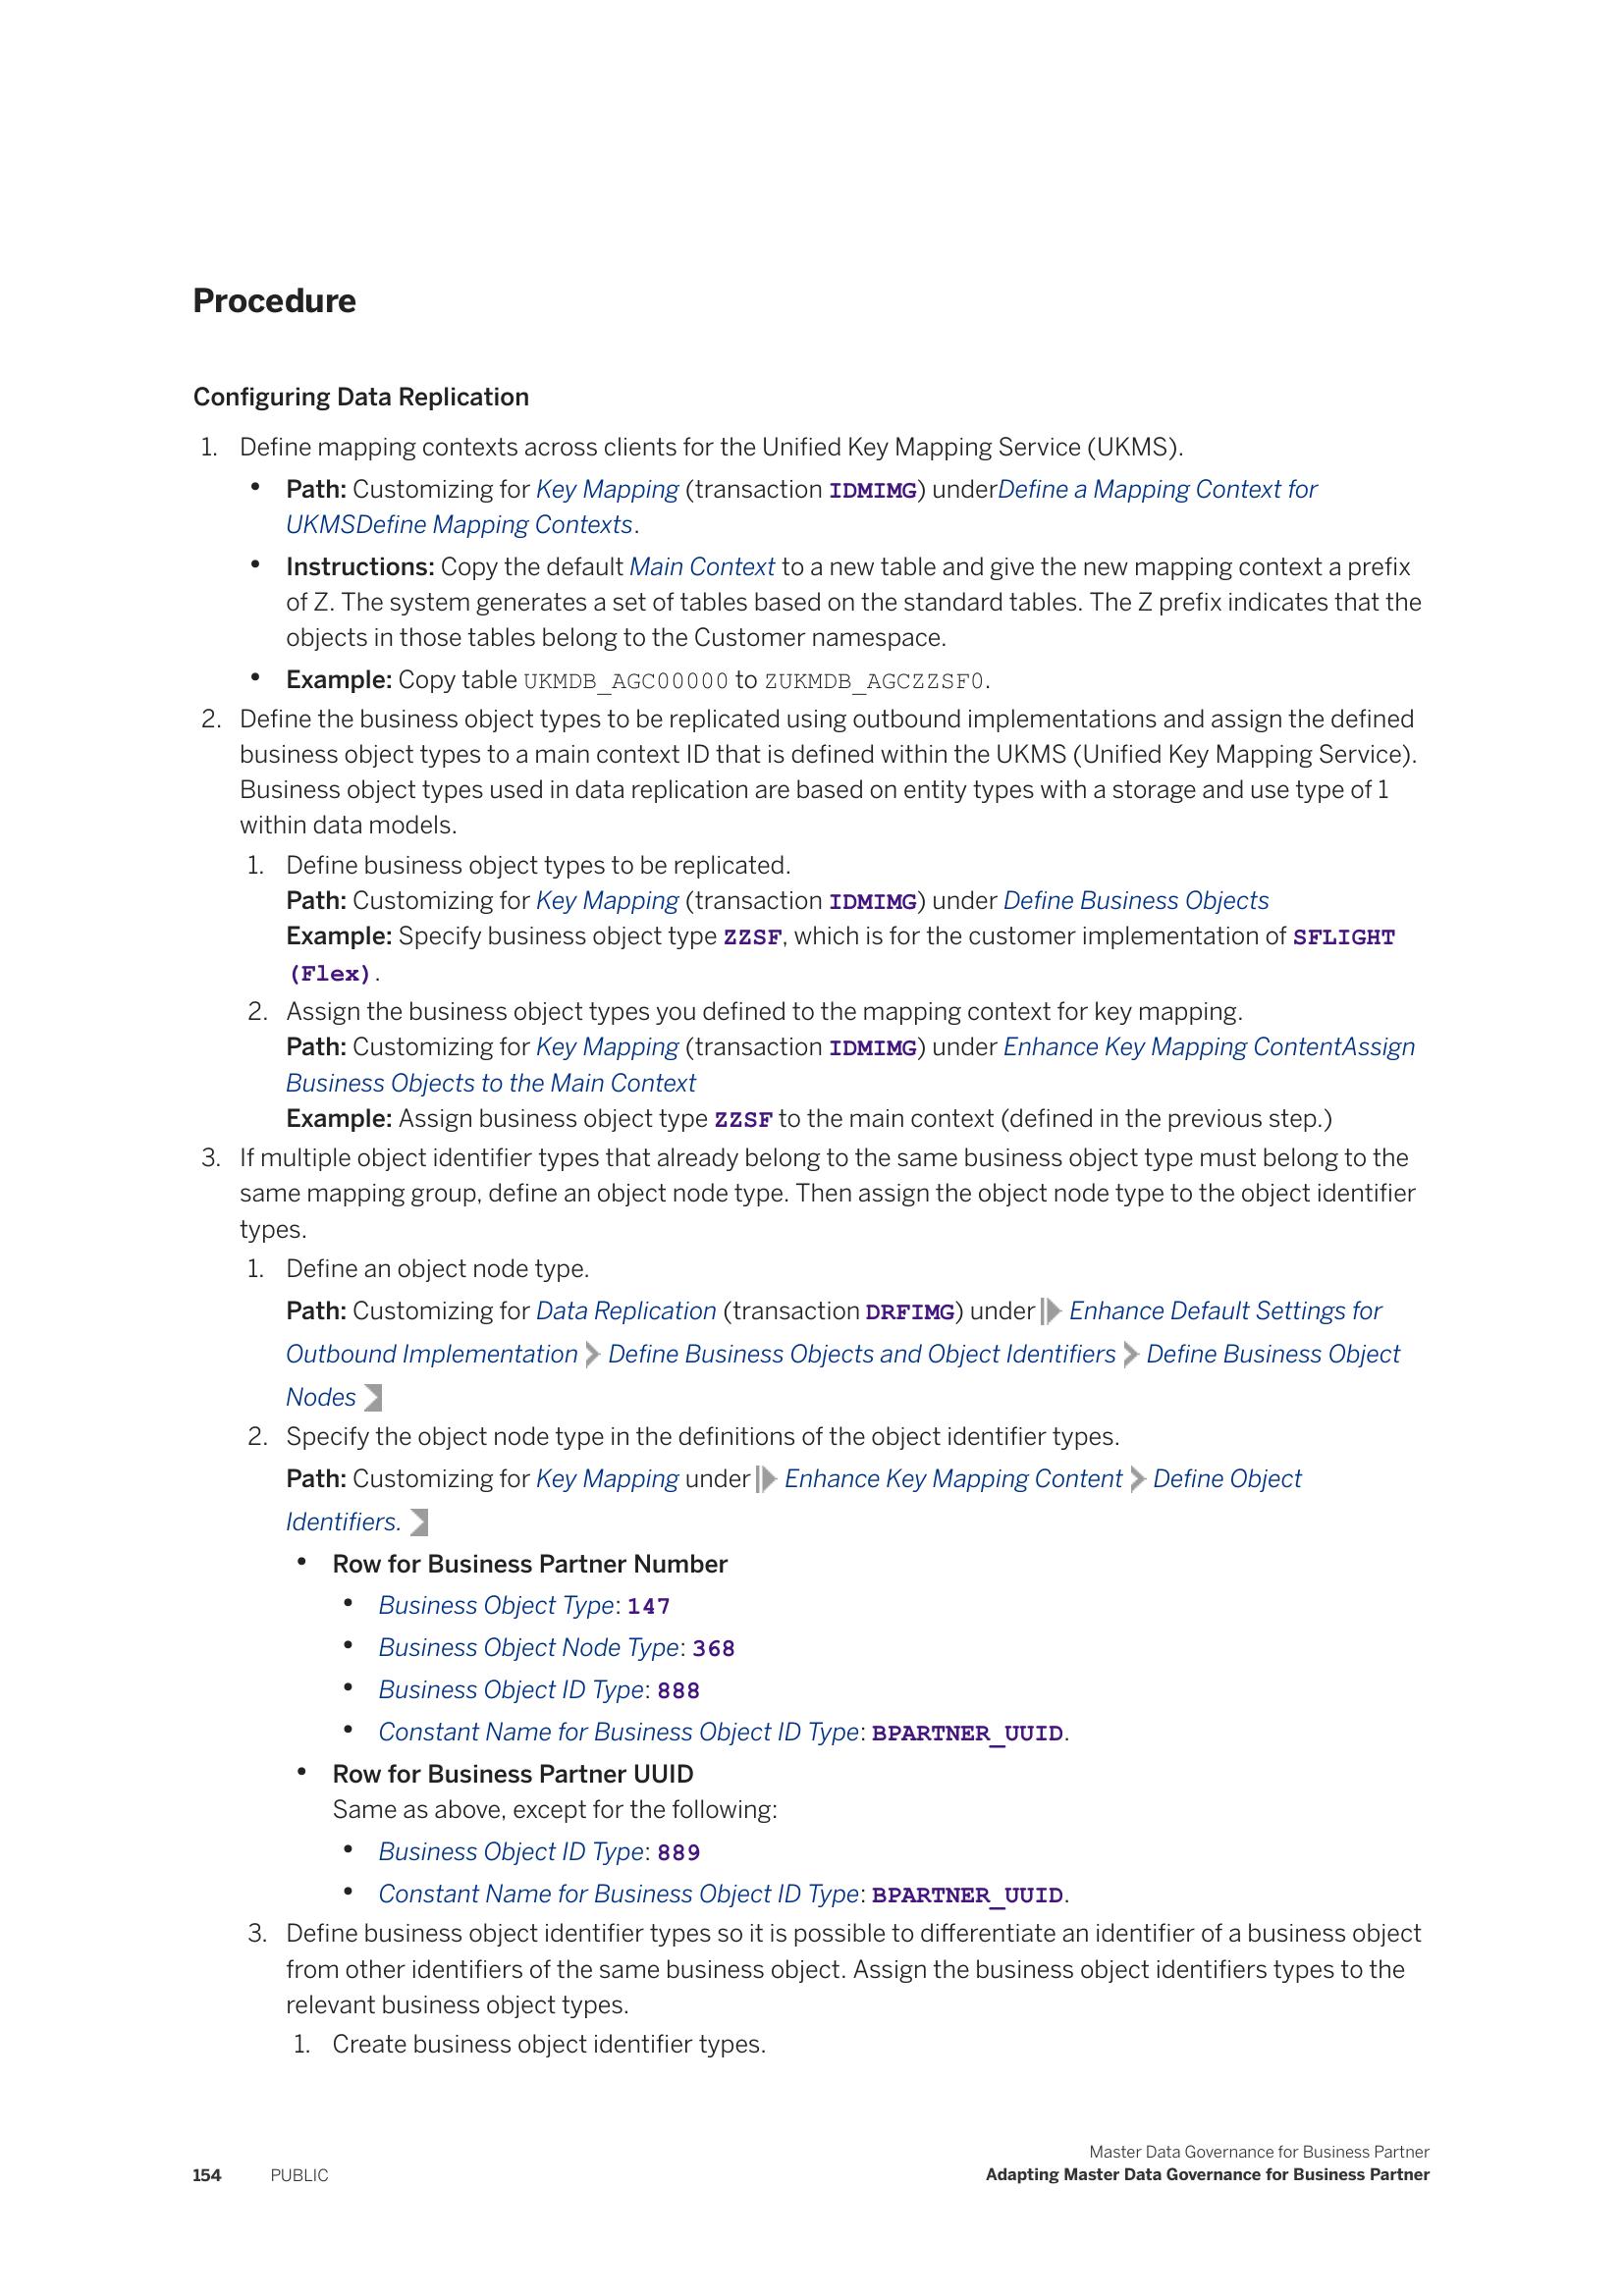 Procedure
Configuring Data Replication
1. Define mapping contexts across clients for the Unified Key Mapping Service (UKMS).
• Path: Customizing for Key Mapping (transaction IDMIMG) underDefine a Mapping Context for
UKMSDefine Mapping Contexts.
• Instructions: Copy the default Main Context to a new table and give the new mapping context a prefix
of Z. The system generates a set of tables based on the standard tables. The Z prefix indicates that the
objects in those tables belong to the Customer namespace.
• Example: Copy table UKMDB_AGC00000 to ZUKMDB_AGCZZSF0.
2. Define the business object types to be replicated using outbound implementations and assign the defined
business object types to a main context ID that is defined within the UKMS (Unified Key Mapping Service).
Business object types used in data replication are based on entity types with a storage and use type of 1
within data models.
1. Define business object types to be replicated.
Path: Customizing for Key Mapping (transaction IDMIMG) under Define Business Objects
Example: Specify business object type ZZSF, which is for the customer implementation of SFLIGHT
(Flex).
2. Assign the business object types you defined to the mapping context for key mapping.
Path: Customizing for Key Mapping (transaction IDMIMG) under Enhance Key Mapping ContentAssign
Business Objects to the Main Context
Example: Assign business object type ZZSF to the main context (defined in the previous step.)
3. If multiple object identifier types that already belong to the same business object type must belong to the
same mapping group, define an object node type. Then assign the object node type to the object identifier
types.
1. Define an object node type.
Path: Customizing for Data Replication (transaction DRFIMG) under Enhance Default Settings for
Outbound Implementation Define Business Objects and Object Identifiers Define Business Object
Nodes
2. Specify the object node type in the definitions of the object identifier types.
Path: Customizing for Key Mapping under Enhance Key Mapping Content Define Object
Identifiers.
• Row for Business Partner Number
• Business Object Type: 147
• Business Object Node Type: 368
• Business Object ID Type: 888
• Constant Name for Business Object ID Type: BPARTNER_UUID.
• Row for Business Partner UUID
Same as above, except for the following:
• Business Object ID Type: 889
• Constant Name for Business Object ID Type: BPARTNER_UUID.
3. Define business object identifier types so it is possible to differentiate an identifier of a business object
from other identifiers of the same business object. Assign the business object identifiers types to the
relevant business object types.
1. Create business object identifier types.
Master Data Governance for Business Partner
154 PUBLIC Adapting Master Data Governance for Business Partner